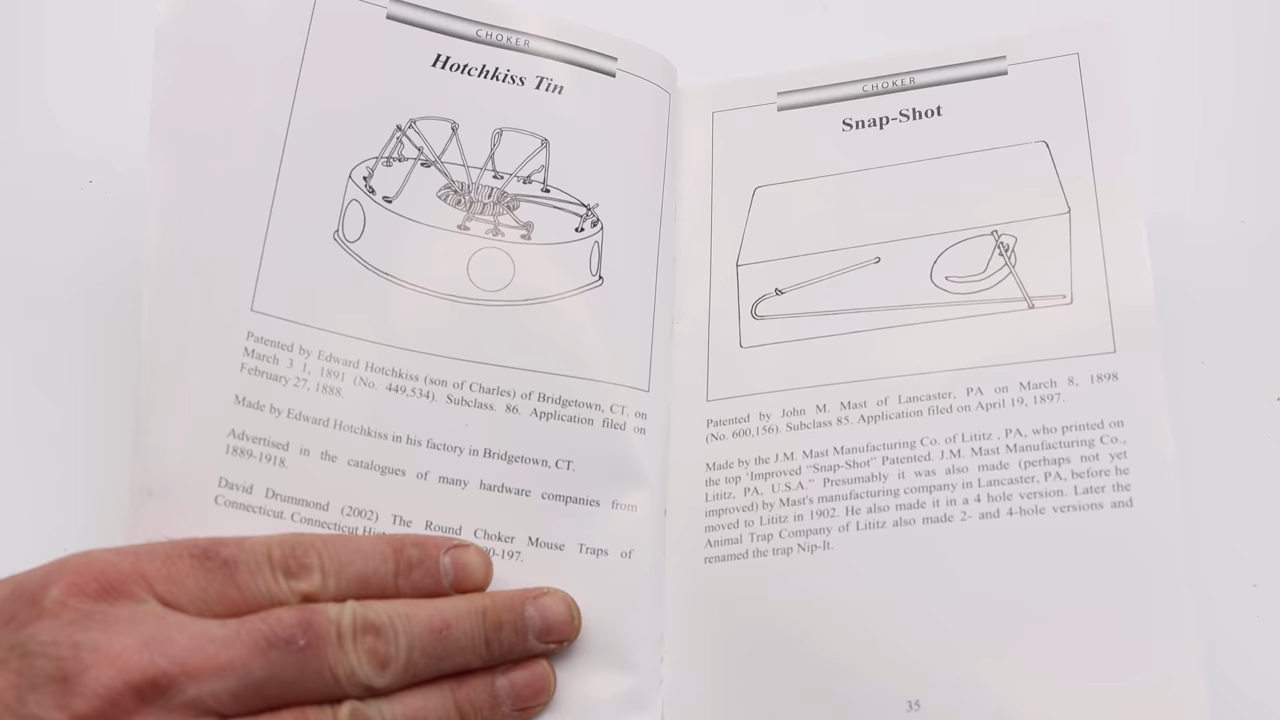 CHOKER
Hotchkiss Tin
Patented by Edward Hotchkiss (son of Charles) of Bridgetown, CT. on
March 3 1, 1891 (No. 449,534). Subclass. 86. Application filed on
February 27, 1888.
Made by Edward Hotchkiss in his factory in Bridgetown, CT.
Advertised in the catalogues of many hardware companies from
1889-1918.
David Drummond (2002) The Round Choker Mouse Traps of
Connecticut. Connecticut 0-197.
CHOKER
Snap-Shot
Patented by John M. Mast of Lancaster, PA on March 8, 1898
(No. 600,156). Subclass 85. Application filed on April 19, 1897.
Made by the J.M. Mast Manufacturing Co. of Lititz , PA, who printed on
the top 'Improved "Snap-Shot" Patented. J.M. Mast Manufacturing Co.,
Lititz, PA, U.S.A." Presumably it was also made (perhaps not yet
improved) by Mast's manufacturing company in Lancaster, PA, before he
moved to Lititz in 1902. He also made it in a 4 hole version. Later the
Animal Trap Company of Lititz also made 2- and 4-hole versions and
renamed the trap Nip-It.
35